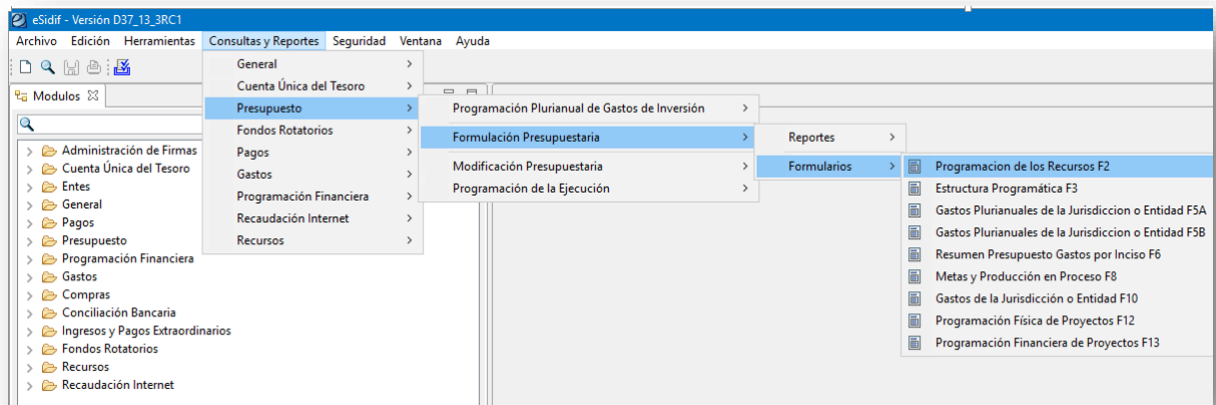 eSidif - Versión D37_13_3RC1
Archivo Edición Herramientas Consultas y Reportes Seguridad Ventana Ayuda
General
Cuenta Única del Tesoro
Presupuesto
Fondos Rotatorios
Pagos
Gastos
Programación Financiera
Recaudación Internet
Recursos
Programación Plurianual de Gastos de Inversión
Formulación Presupuestaria
Modificación Presupuestaria
Programación de la Ejecución
Reportes
Formularios
Programacion de los Recursos F2
Estructura Programática F3
Gastos Plurianuales de la Jurisdiccion o Entidad F5A
Gastos Plurianuales de la Jurisdiccion o Entidad F5B
Resumen Presupuesto Gastos por Inciso F6
Metas y Producción en Proceso F8
Gastos de la Jurisdicción o Entidad F10
Programación Física de Proyectos F12
Programación Financiera de Proyectos F13
Modulos
Administración de Firmas
Cuenta Única del Tesoro
Entes
General
Pagos
Presupuesto
Programación Financiera
Gastos
Compras
Conciliación Bancaria
Ingresos y Pagos Extraordinarios
Fondos Rotatorios
Recursos
Recaudación Internet